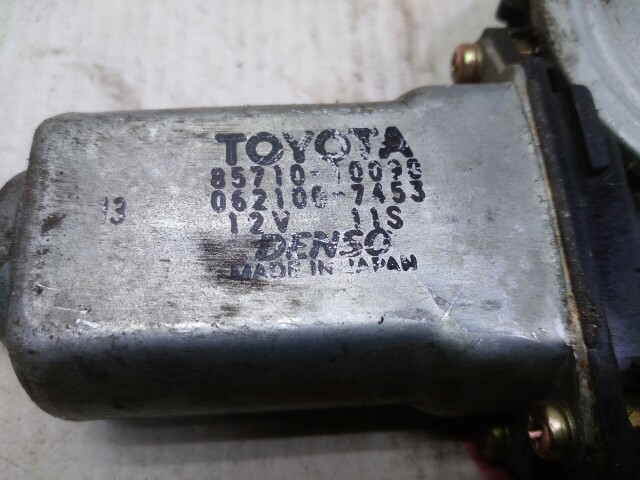 TOYOTA
85710-10090
062100-7453
12V 11S
DENSO
MADE IN JAPAN
13